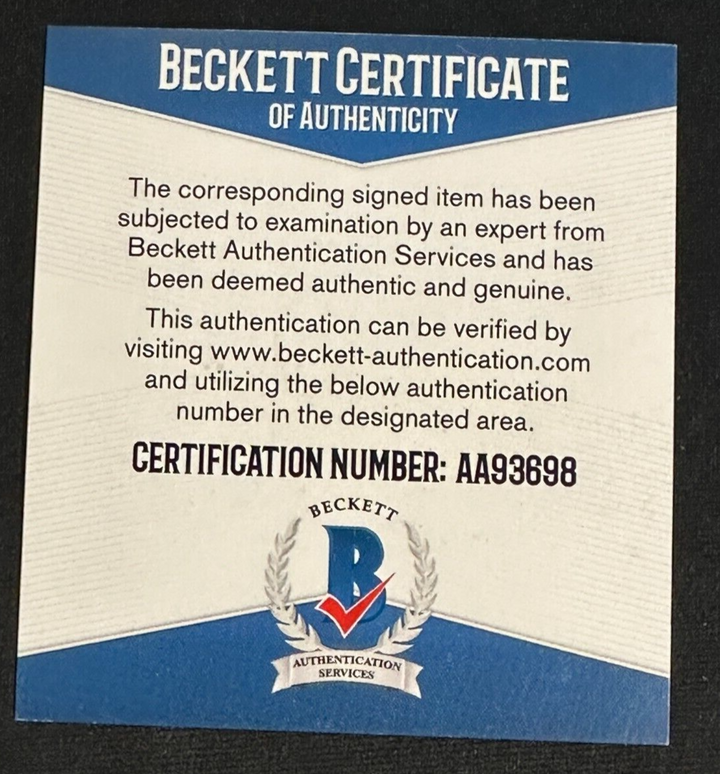 BECKETT CERTIFICATE
OF AUTHENTICITY
The corresponding signed item has been
subjected to examination by an expert from
Beckett Authentication Services and has
been deemed authentic and genuine.
This authentication can be verified by
visiting www.beckett-authentication.com
and utilizing the below authentication
number in the designated area.
CERTIFICATION NUMBER: AA93698
BECKETT
B
AUTHENTICATION
SERVICES